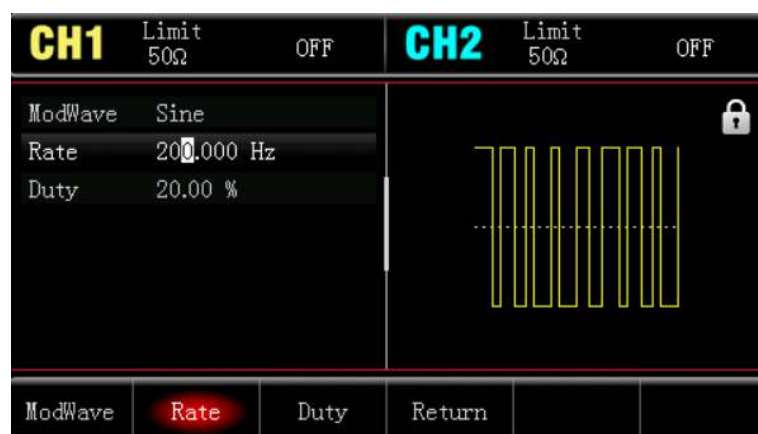 CH1 Limit 50Ω OFF CH2 Limit 50Ω OFF
ModWave Sine
Rate 200.000 Hz
Duty 20.00 %
ModWave Rate Duty Return